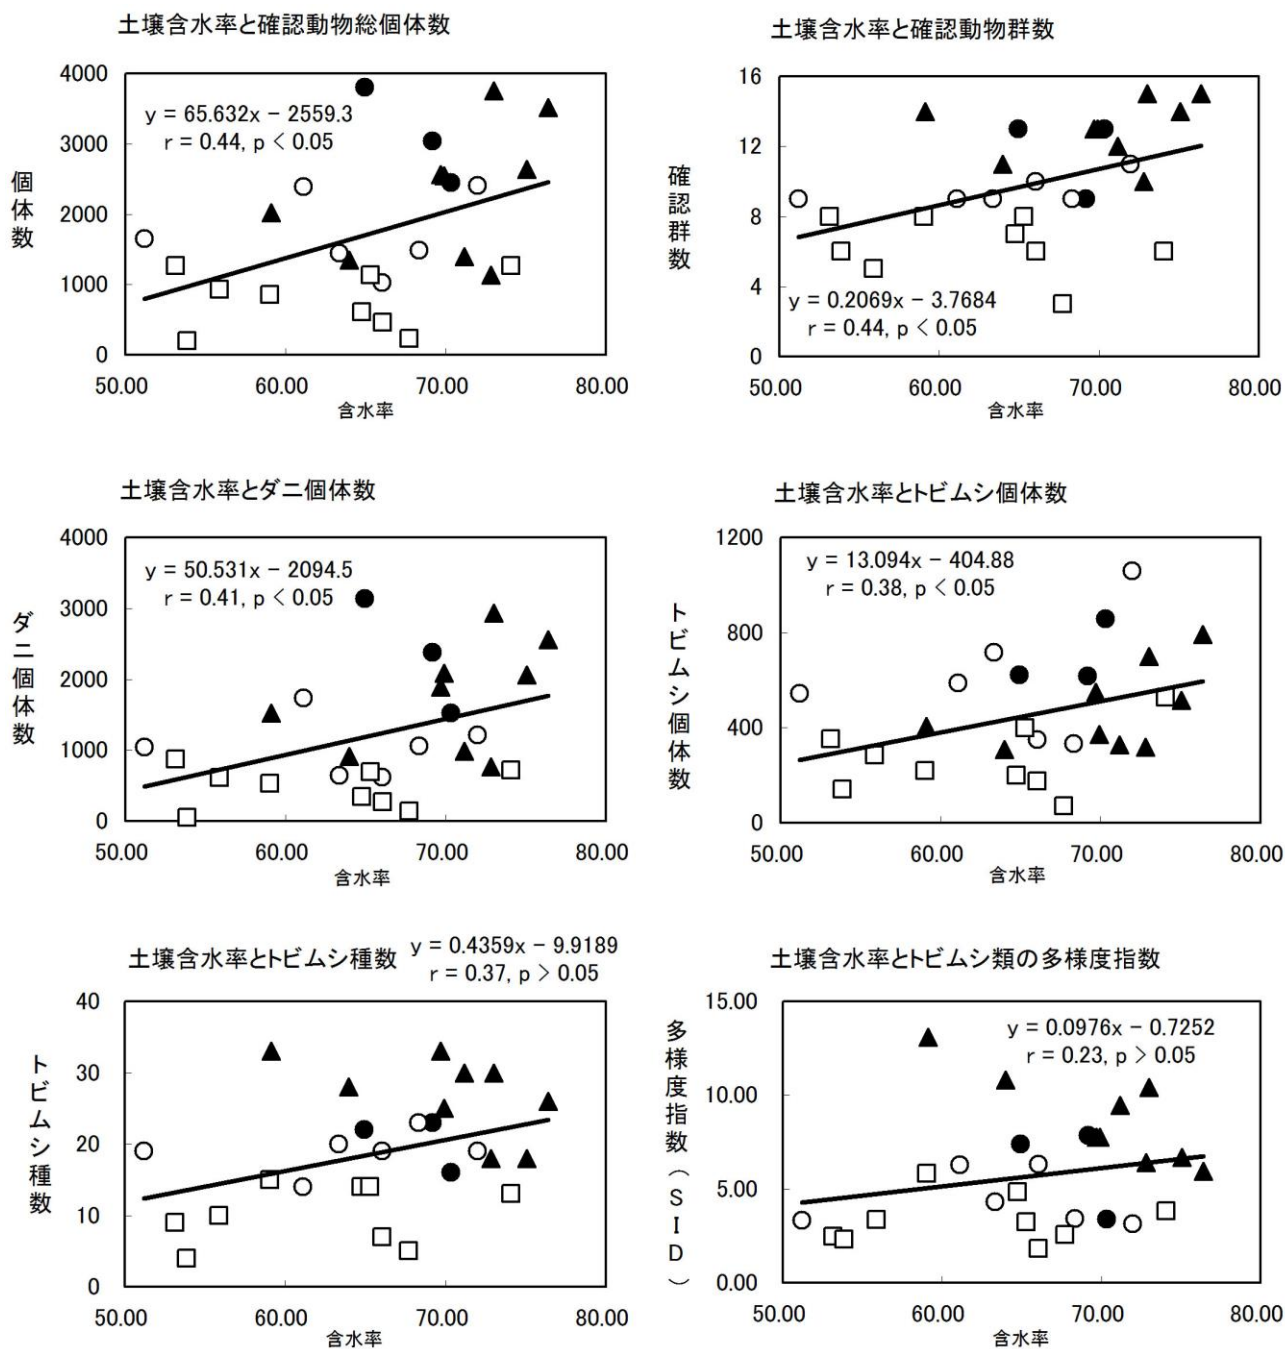 土壌含水率と確認動物総個体数
y = 65.632x − 2559.3
r = 0.44, p < 0.05
個体数
4000
3000
2000
1000
0
50.00 60.00 70.00 80.00
含水率
土壌含水率と確認動物群数
y = 0.2069x − 3.7684
r = 0.44, p < 0.05
確認群数
16
12
8
4
0
50.00 60.00 70.00 80.00
含水率
土壌含水率とダニ個体数
y = 50.531x − 2094.5
r = 0.41, p < 0.05
ダニ個体数
4000
3000
2000
1000
0
50.00 60.00 70.00 80.00
含水率
土壌含水率とトビムシ個体数
y = 13.094x − 404.88
r = 0.38, p < 0.05
トビムシ個体数
1200
800
400
0
50.00 60.00 70.00 80.00
含水率
土壌含水率とトビムシ種数
y = 0.4359x − 9.9189
r = 0.37, p > 0.05
トビムシ種数
40
30
20
10
0
50.00 60.00 70.00 80.00
含水率
土壌含水率とトビムシ類の多様度指数
y = 0.0976x − 0.7252
r = 0.23, p > 0.05
多様度指数(SID)
15.00
10.00
5.00
0.00
50.00 60.00 70.00 80.00
含水率